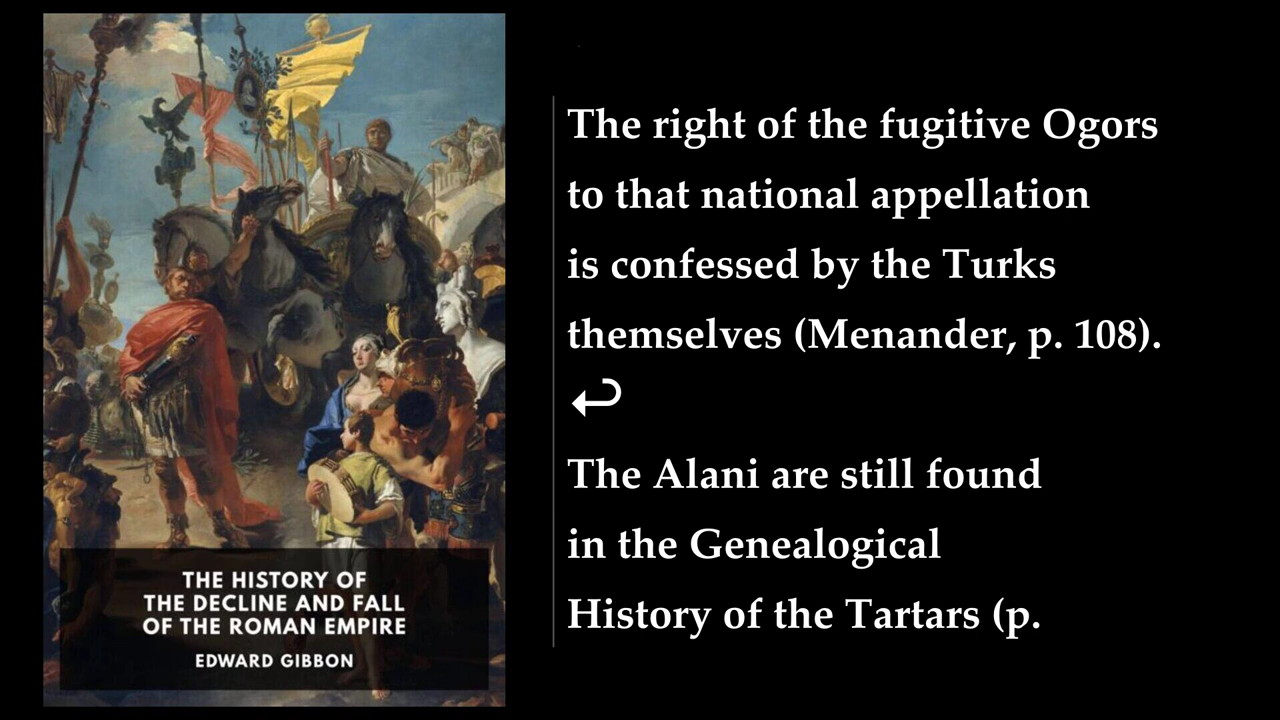 THE HISTORY OF
THE DECLINE AND FALL
OF THE ROMAN EMPIRE
EDWARD GIBBON
The right of the fugitive Ogors
to that national appellation
is confessed by the Turks
themselves (Menander, p. 108).
↩
The Alani are still found
in the Genealogical
History of the Tartars (p.